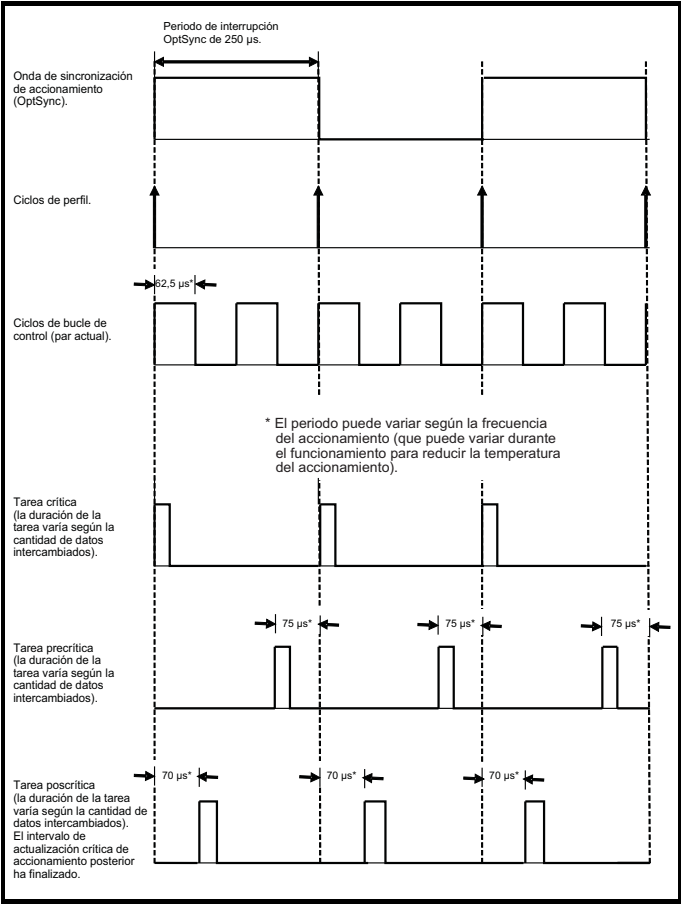 Periodo de interrupción
OptSync de 250 µs.
Onda de sincronización
de accionamiento
(OptSync).
Ciclos de perfil.
62,5 µs*
Ciclos de bucle de
control (par actual).
* El periodo puede variar según la frecuencia
del accionamiento (que puede variar durante
el funcionamiento para reducir la temperatura
del accionamiento).
Tarea crítica
(la duración de la
tarea varía según la
cantidad de datos
intercambiados).
75 µs* 75 µs* 75 µs*
Tarea precrítica
(la duración de la
tarea varía según la
cantidad de datos
intercambiados).
70 µs* 70 µs* 70 µs*
Tarea poscrítica
(la duración de la tarea
varía según la cantidad de
datos intercambiados).
El intervalo de
actualización crítica de
accionamiento posterior
ha finalizado.